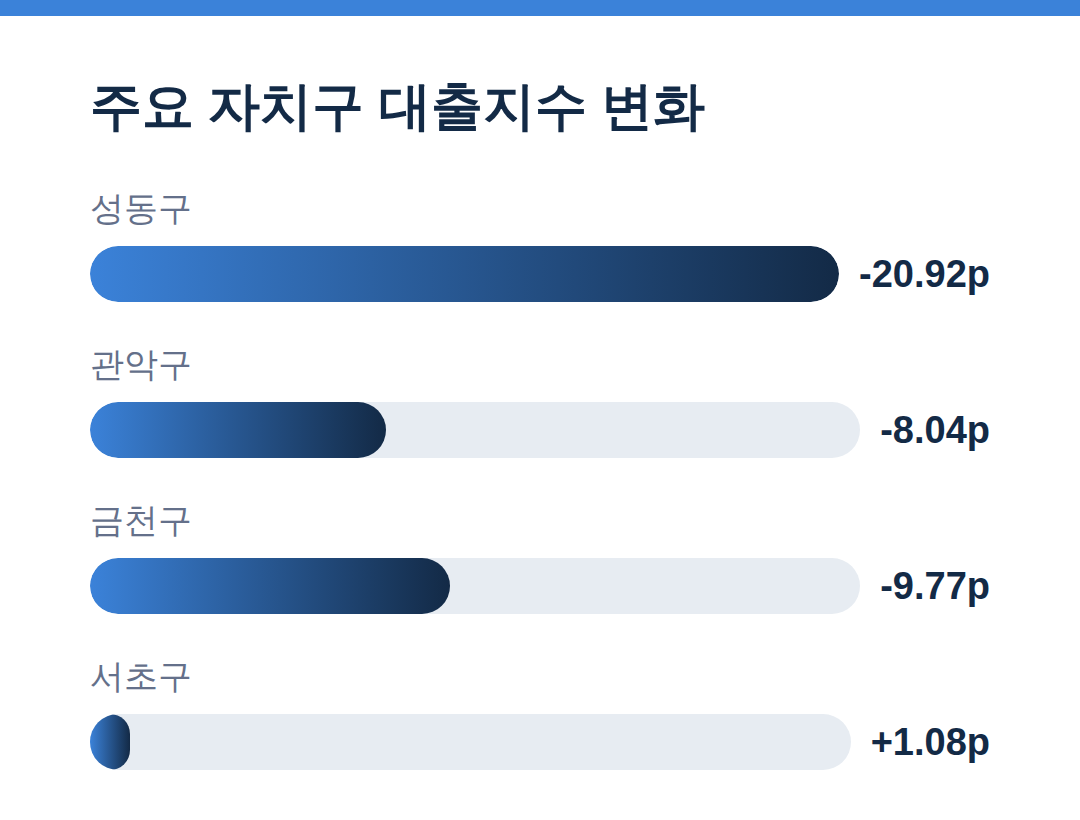 주요 자치구 대출지수 변화
성동구
-20.92p
관악구
-8.04p
금천구
-9.77p
서초구
+1.08p